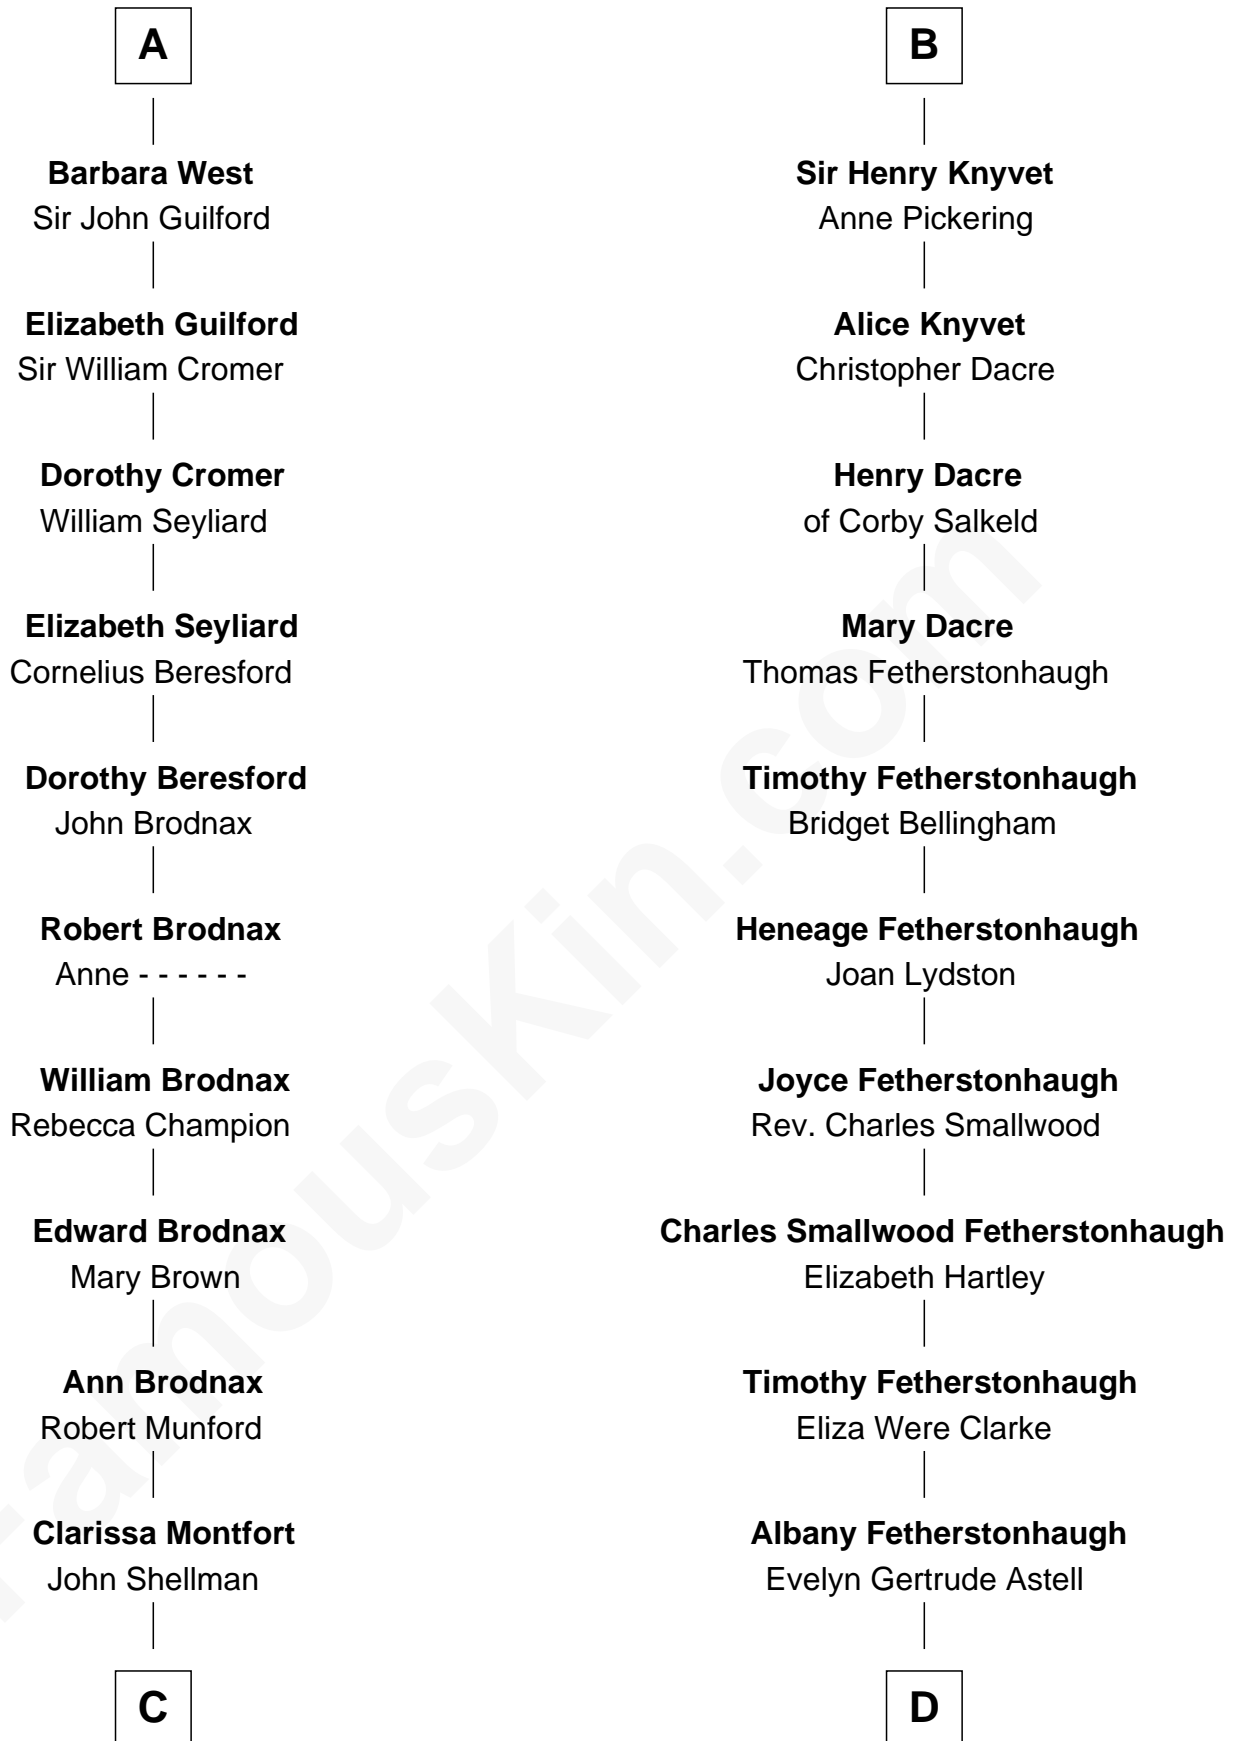 A
Barbara West
Sir John Guilford
Elizabeth Guilford
Sir William Cromer
Dorothy Cromer
William Seyliard
Elizabeth Seyliard
Cornelius Beresford
Dorothy Beresford
John Brodnax
Robert Brodnax
Anne - - - - - -
William Brodnax
Rebecca Champion
Edward Brodnax
Mary Brown
Ann Brodnax
Robert Munford
Clarissa Montfort
John Shellman
C
B
Sir Henry Knyvet
Anne Pickering
Alice Knyvet
Christopher Dacre
Henry Dacre
of Corby Salkeld
Mary Dacre
Thomas Fetherstonhaugh
Timothy Fetherstonhaugh
Bridget Bellingham
Heneage Fetherstonhaugh
Joan Lydston
Joyce Fetherstonhaugh
Rev. Charles Smallwood
Charles Smallwood Fetherstonhaugh
Elizabeth Hartley
Timothy Fetherstonhaugh
Eliza Were Clarke
Albany Fetherstonhaugh
Evelyn Gertrude Astell
D
FamousKin.com